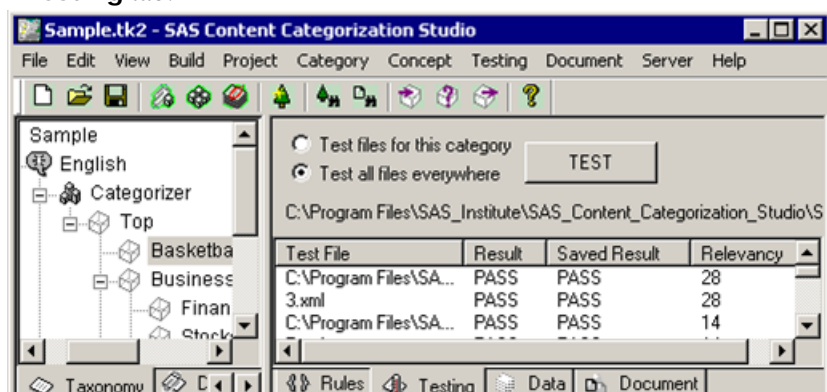 Sample.tk2 - SAS Content Categorization Studio
File Edit View Build Project Category Concept Testing Document Server Help
Sample
English
Categorizer
Top
Basketba
Business
Finan
Stock
Taxonomy
Test files for this category
Test all files everywhere
TEST
C:\Program Files\SAS_Institute\SAS_Content_Categorization_Studio\S
Test File Result Saved Result Relevancy
C:\Program Files\SA... PASS PASS 28
3.xml PASS PASS 28
C:\Program Files\SA... PASS PASS 14
Rules Testing Data Document